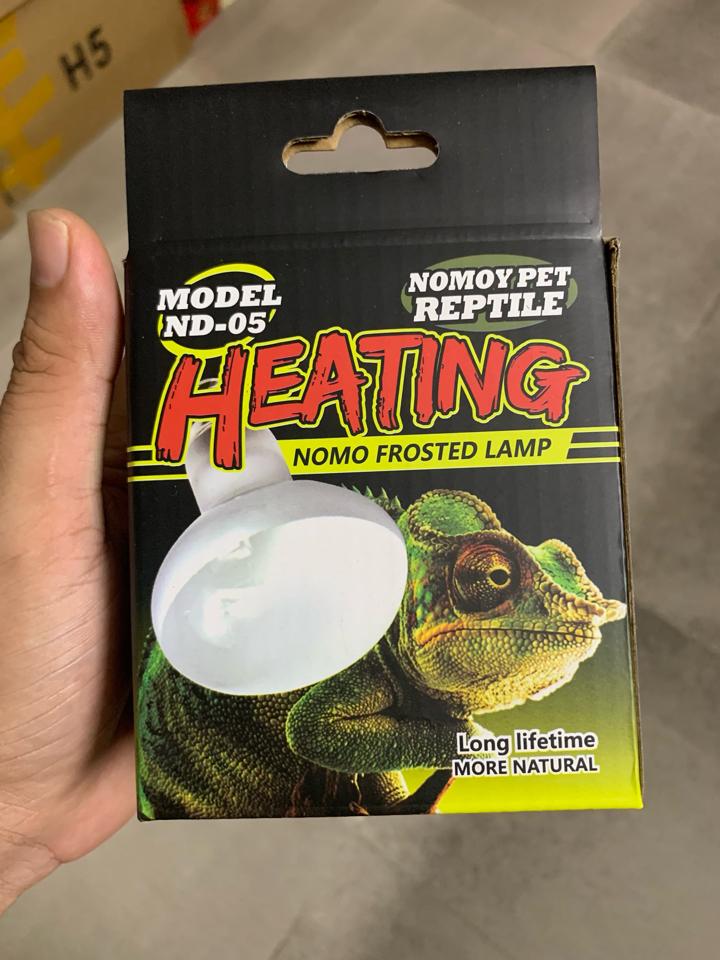 H5
MODEL
ND-05
NOMOY PET
REPTILE
HEATING
NOMO FROSTED LAMP
Long lifetime
MORE NATURAL